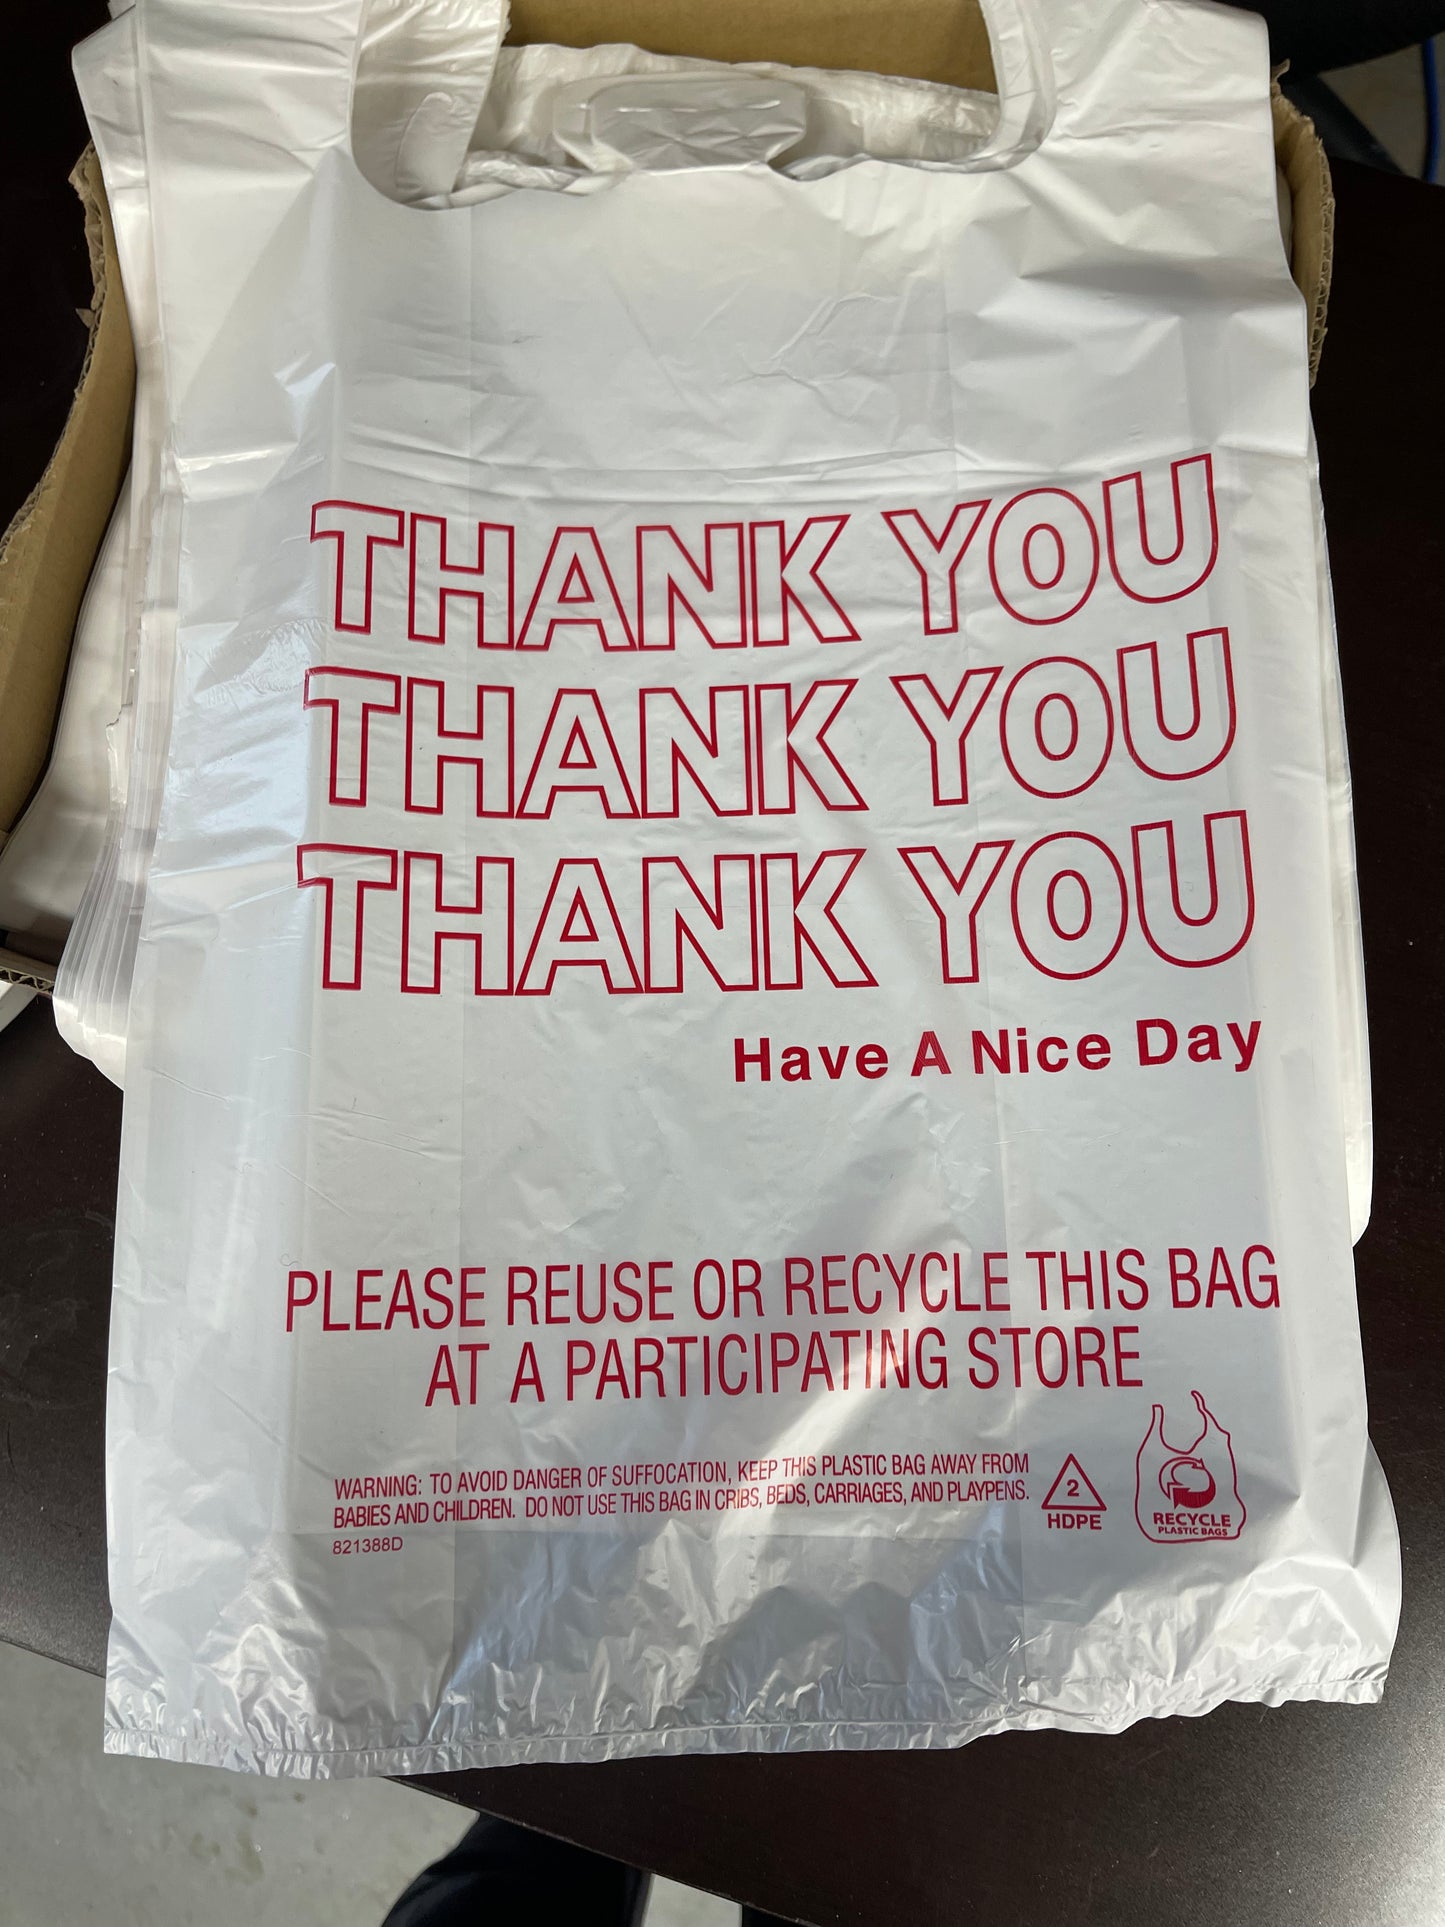 THANK YOU
THANK YOU
THANK YOU
Have A Nice Day
PLEASE REUSE OR RECYCLE THIS BAG
AT A PARTICIPATING STORE
WARNING: TO AVOID DANGER OF SUFFOCATION, KEEP THIS PLASTIC BAG AWAY FROM
BABIES AND CHILDREN. DO NOT USE THIS BAG IN CRIBS, BEDS, CARRIAGES, AND PLAYPENS.
821388D
2
HDPE
RECYCLE
PLASTIC BAGS